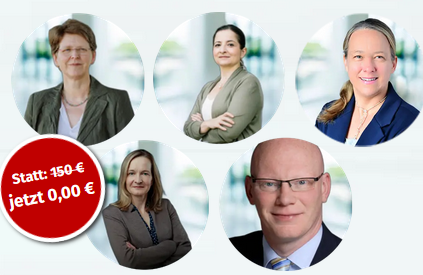 Statt: 150 €
jetzt 0,00 €